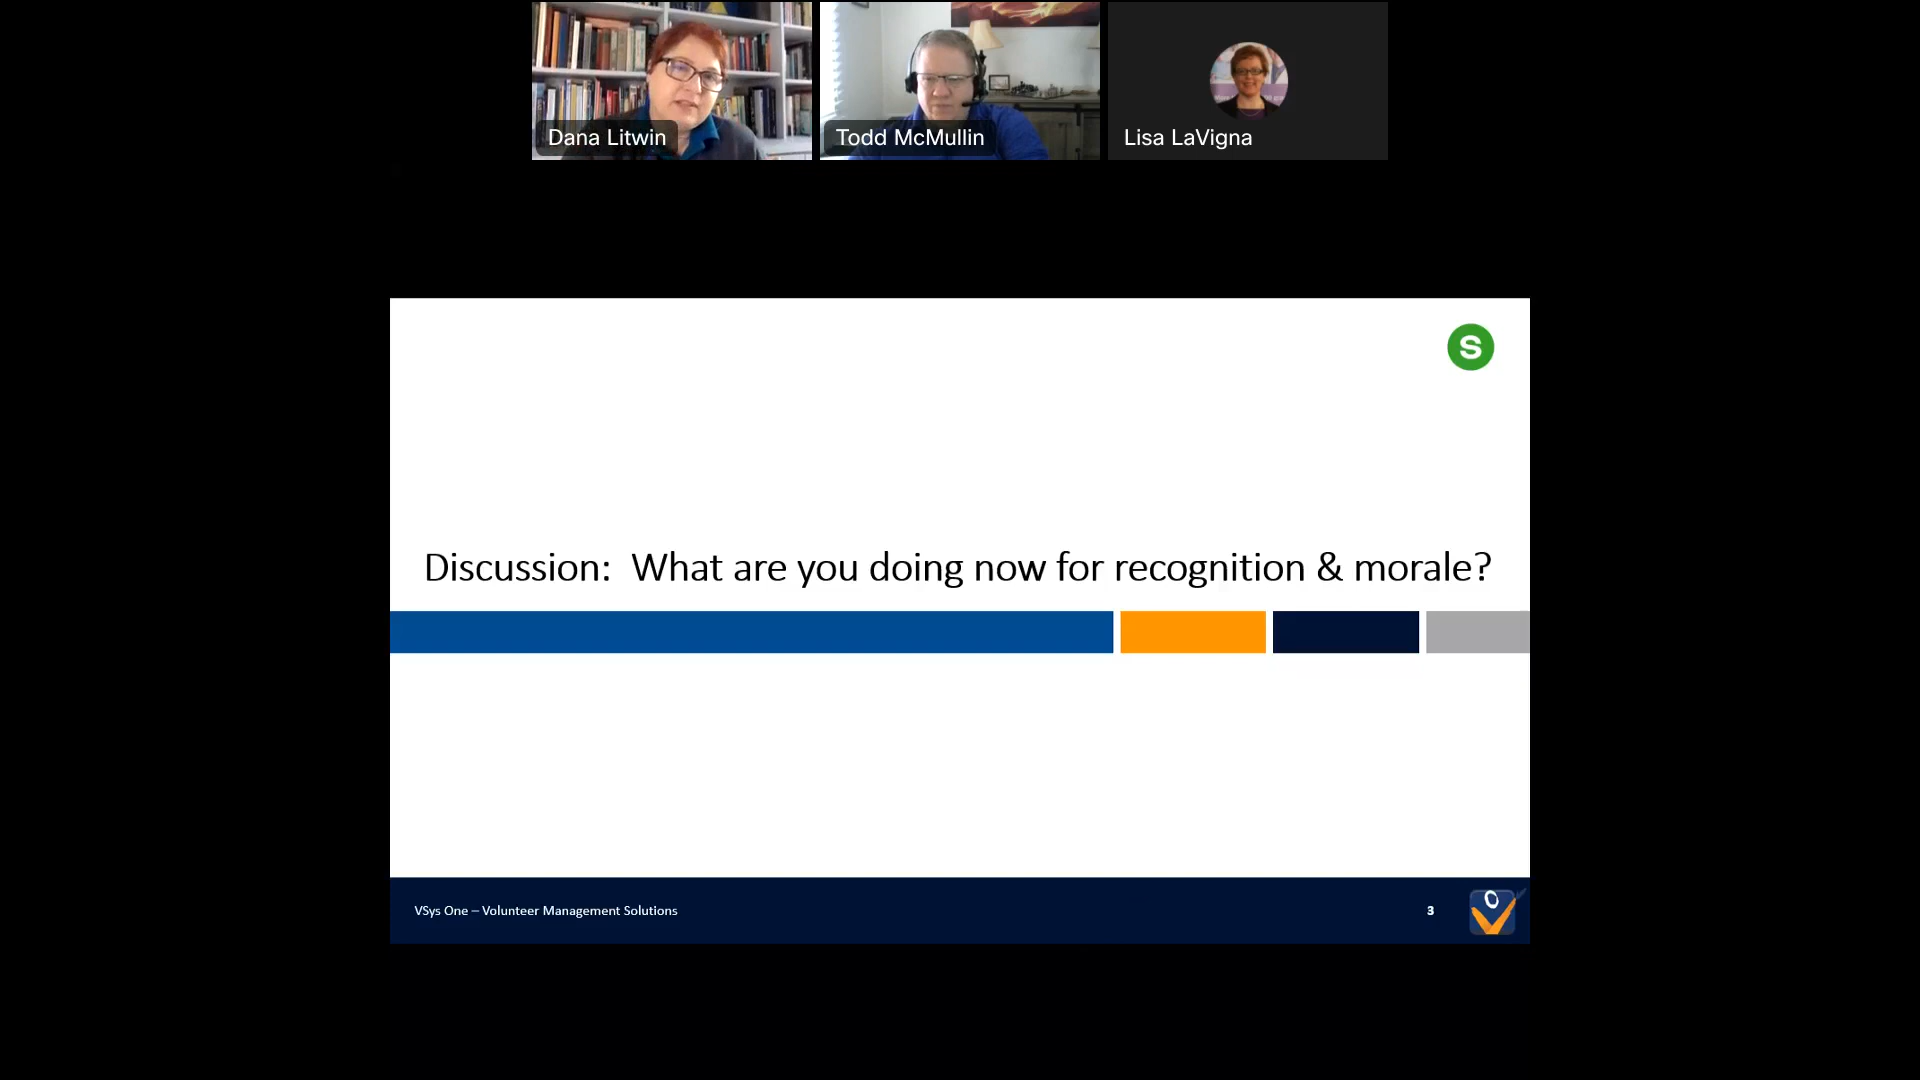 Dana Litwin
Todd McMullin
Lisa LaVigna
S
Discussion:  What are you doing now for recognition & morale?
VSys One – Volunteer Management Solutions
3